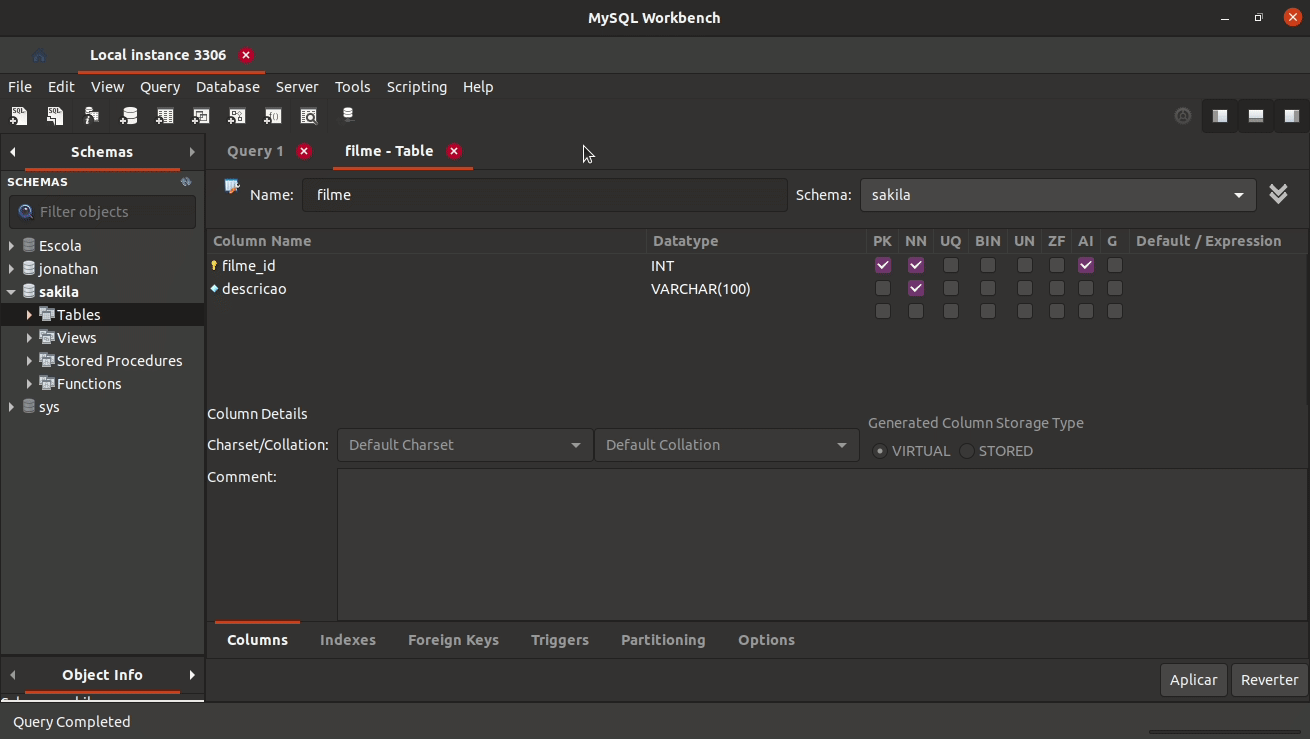 MySQL Workbench
Local instance 3306
File Edit View Query Database Server Tools Scripting Help
Schemas
Query 1
filme - Table
SCHEMAS
Filter objects
Escola
jonathan
sakila
Tables
Views
Stored Procedures
Functions
sys
Name: filme
Schema: sakila
Column Name Datatype PK NN UQ BIN UN ZF AI G Default / Expression
filme_id INT
descricao VARCHAR(100)
Column Details
Charset/Collation: Default Charset Default Collation
Generated Column Storage Type
VIRTUAL STORED
Comment:
Columns Indexes Foreign Keys Triggers Partitioning Options
Object Info
Aplicar Reverter
Query Completed